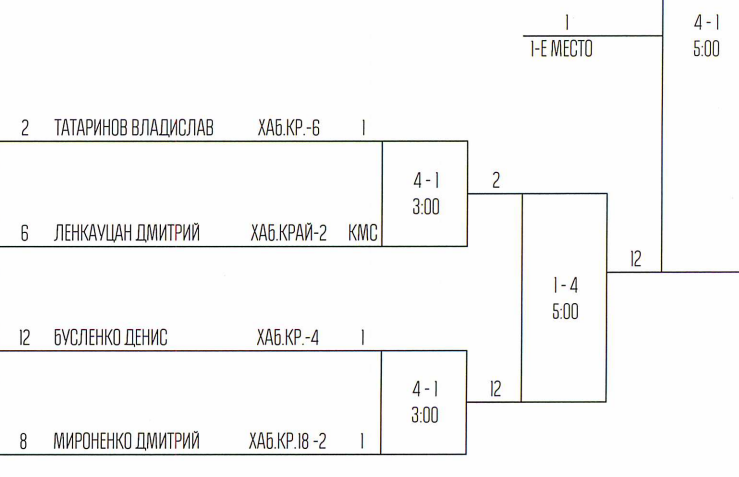 1
4 - 1
1-Е МЕСТО
5:00
2 ТАТАРИНОВ ВЛАДИСЛАВ ХАБ.КР.-6 1
4 - 1
2
3:00
6 ЛЕНКАУЦАН ДМИТРИЙ ХАБ.КРАЙ-2 КМС
12
1 - 4
5:00
12 БУСЛЕНКО ДЕНИС ХАБ.КР.-4 1
4 - 1
12
3:00
8 МИРОНЕНКО ДМИТРИЙ ХАБ.КР.18 -2 1